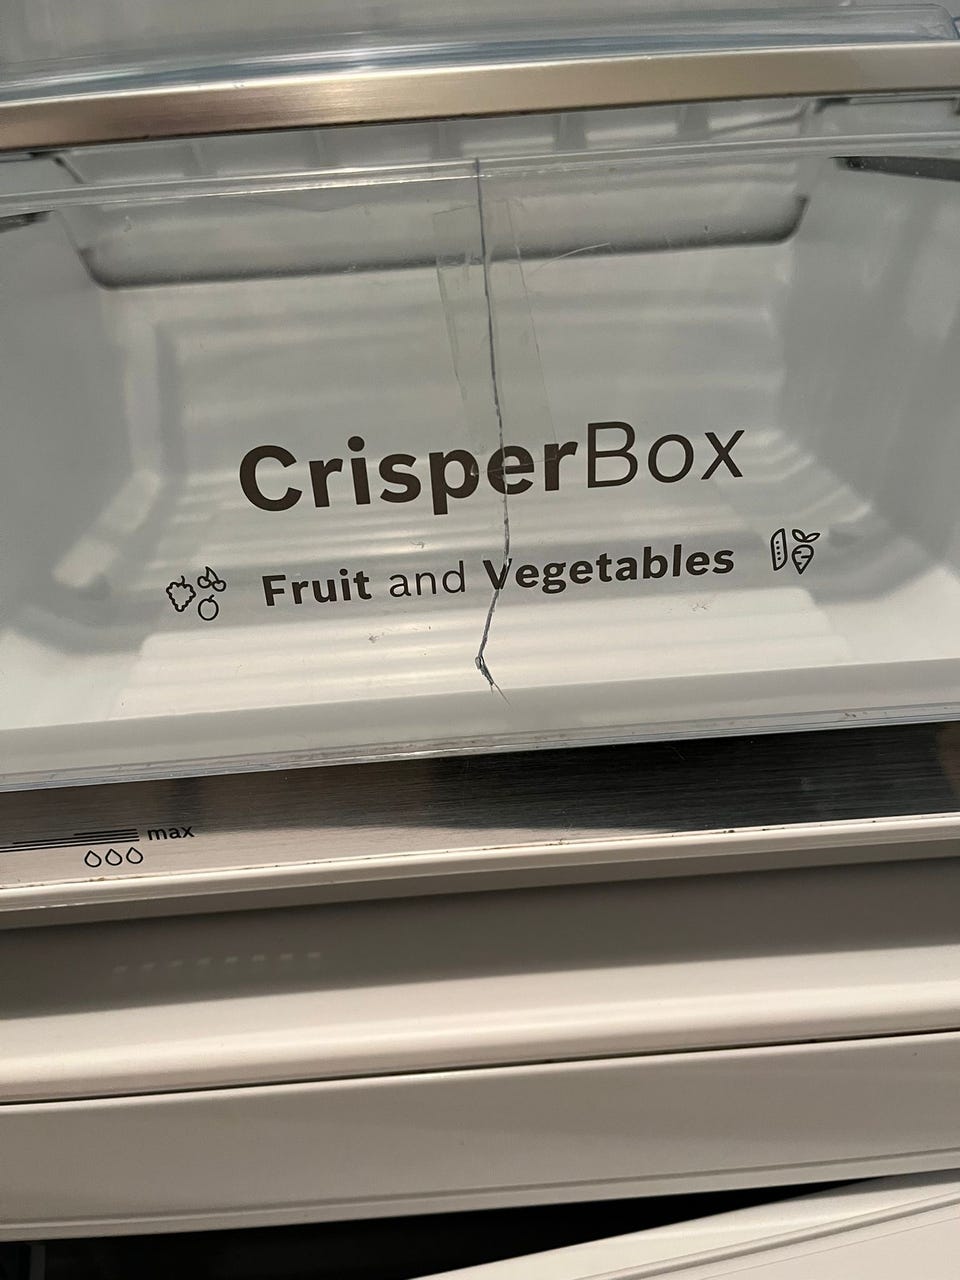 CrisperBox
Fruit and Vegetables
max